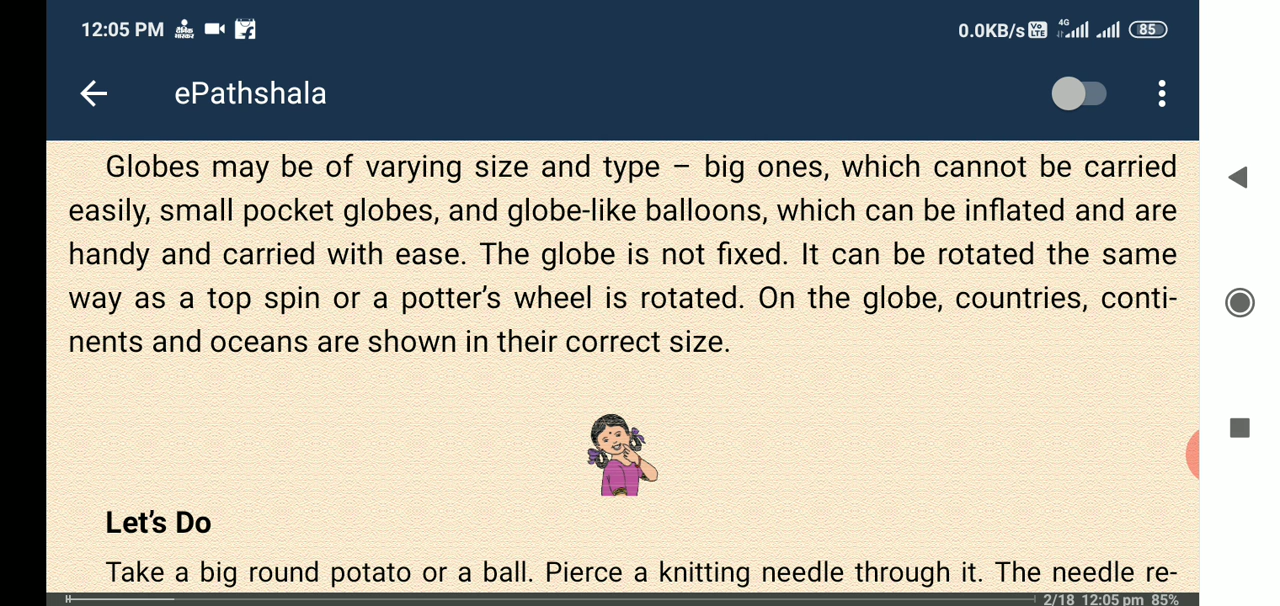 12:05 PM
0.0KB/s Vo LTE 4G 85
ePathshala
Globes may be of varying size and type – big ones, which cannot be carried
easily, small pocket globes, and globe-like balloons, which can be inflated and are
handy and carried with ease. The globe is not fixed. It can be rotated the same
way as a top spin or a potter’s wheel is rotated. On the globe, countries, conti-
nents and oceans are shown in their correct size.
Let’s Do
Take a big round potato or a ball. Pierce a knitting needle through it. The needle re-
2/18 12:05 pm 85%